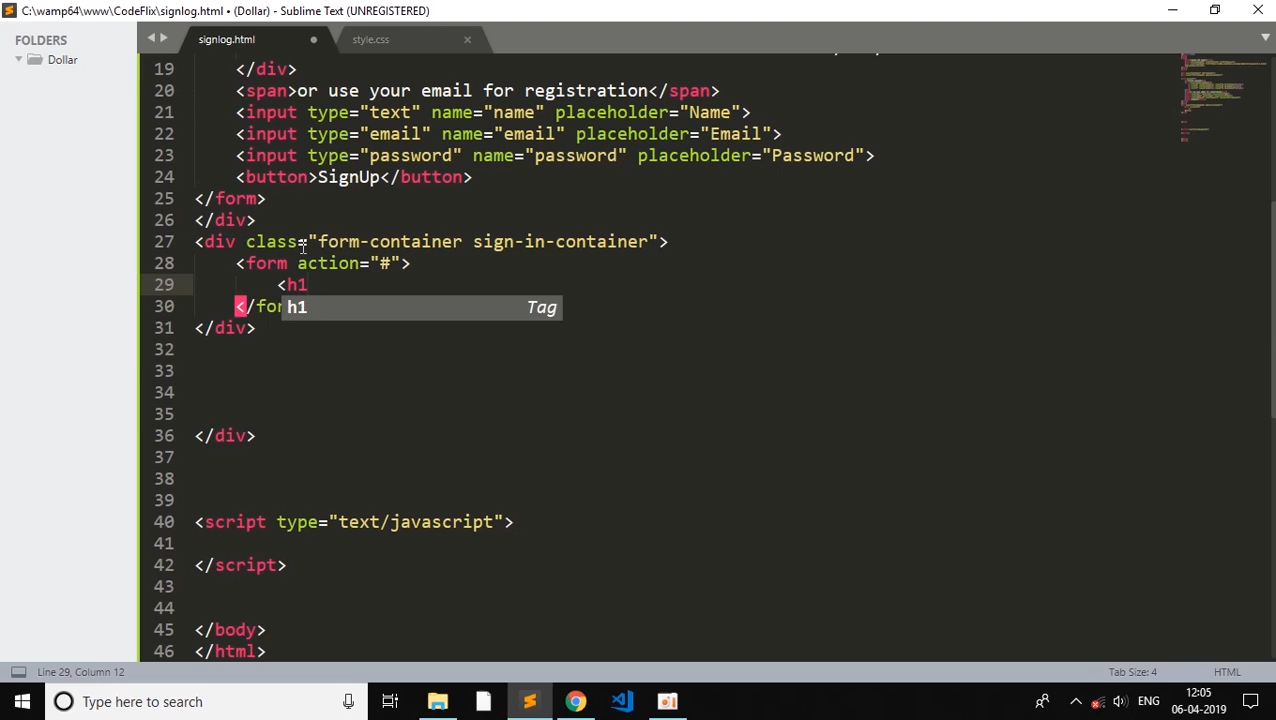 C:\wamp64\www\CodeFlix\signlog.html • (Dollar) - Sublime Text (UNREGISTERED)
FOLDERS
Dollar
signlog.html
style.css
19 </div>
20 <span>or use your email for registration</span>
21 <input type="text" name="name" placeholder="Name">
22 <input type="email" name="email" placeholder="Email">
23 <input type="password" name="password" placeholder="Password">
24 <button>SignUp</button>
25 </form>
26 </div>
27 <div class="form-container sign-in-container">
28 <form action="#">
29 <h1
30 </for
h1 Tag
31 </div>
32
33
34
35
36 </div>
37
38
39
40 <script type="text/javascript">
41
42 </script>
43
44
45 </body>
46 </html>
Line 29, Column 12
Tab Size: 4
HTML
Type here to search
ENG
12:05
06-04-2019